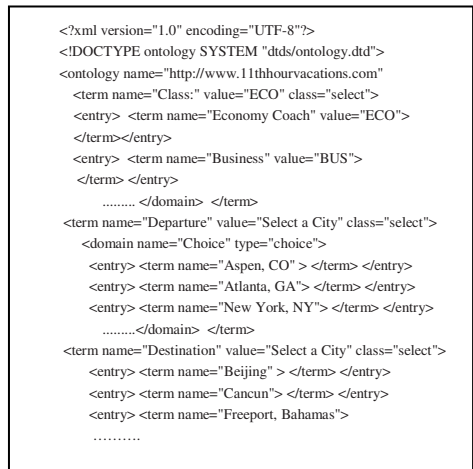 <?xml version="1.0" encoding="UTF-8"?>
<!DOCTYPE ontology SYSTEM "dtds/ontology.dtd">
<ontology name="http://www.11thhourvacations.com"
<term name="Class:" value="ECO" class="select">
<entry> <term name="Economy Coach" value="ECO">
</term></entry>
<entry> <term name="Business" value="BUS">
</term> </entry>
......... </domain> </term>
<term name="Departure" value="Select a City" class="select">
<domain name="Choice" type="choice">
<entry> <term name="Aspen, CO" > </term> </entry>
<entry> <term name="Atlanta, GA"> </term> </entry>
<entry> <term name="New York, NY"> </term> </entry>
.........</domain> </term>
<term name="Destination" value="Select a City" class="select">
<entry> <term name="Beijing" > </term> </entry>
<entry> <term name="Cancun"> </term> </entry>
<entry> <term name="Freeport, Bahamas">
……….